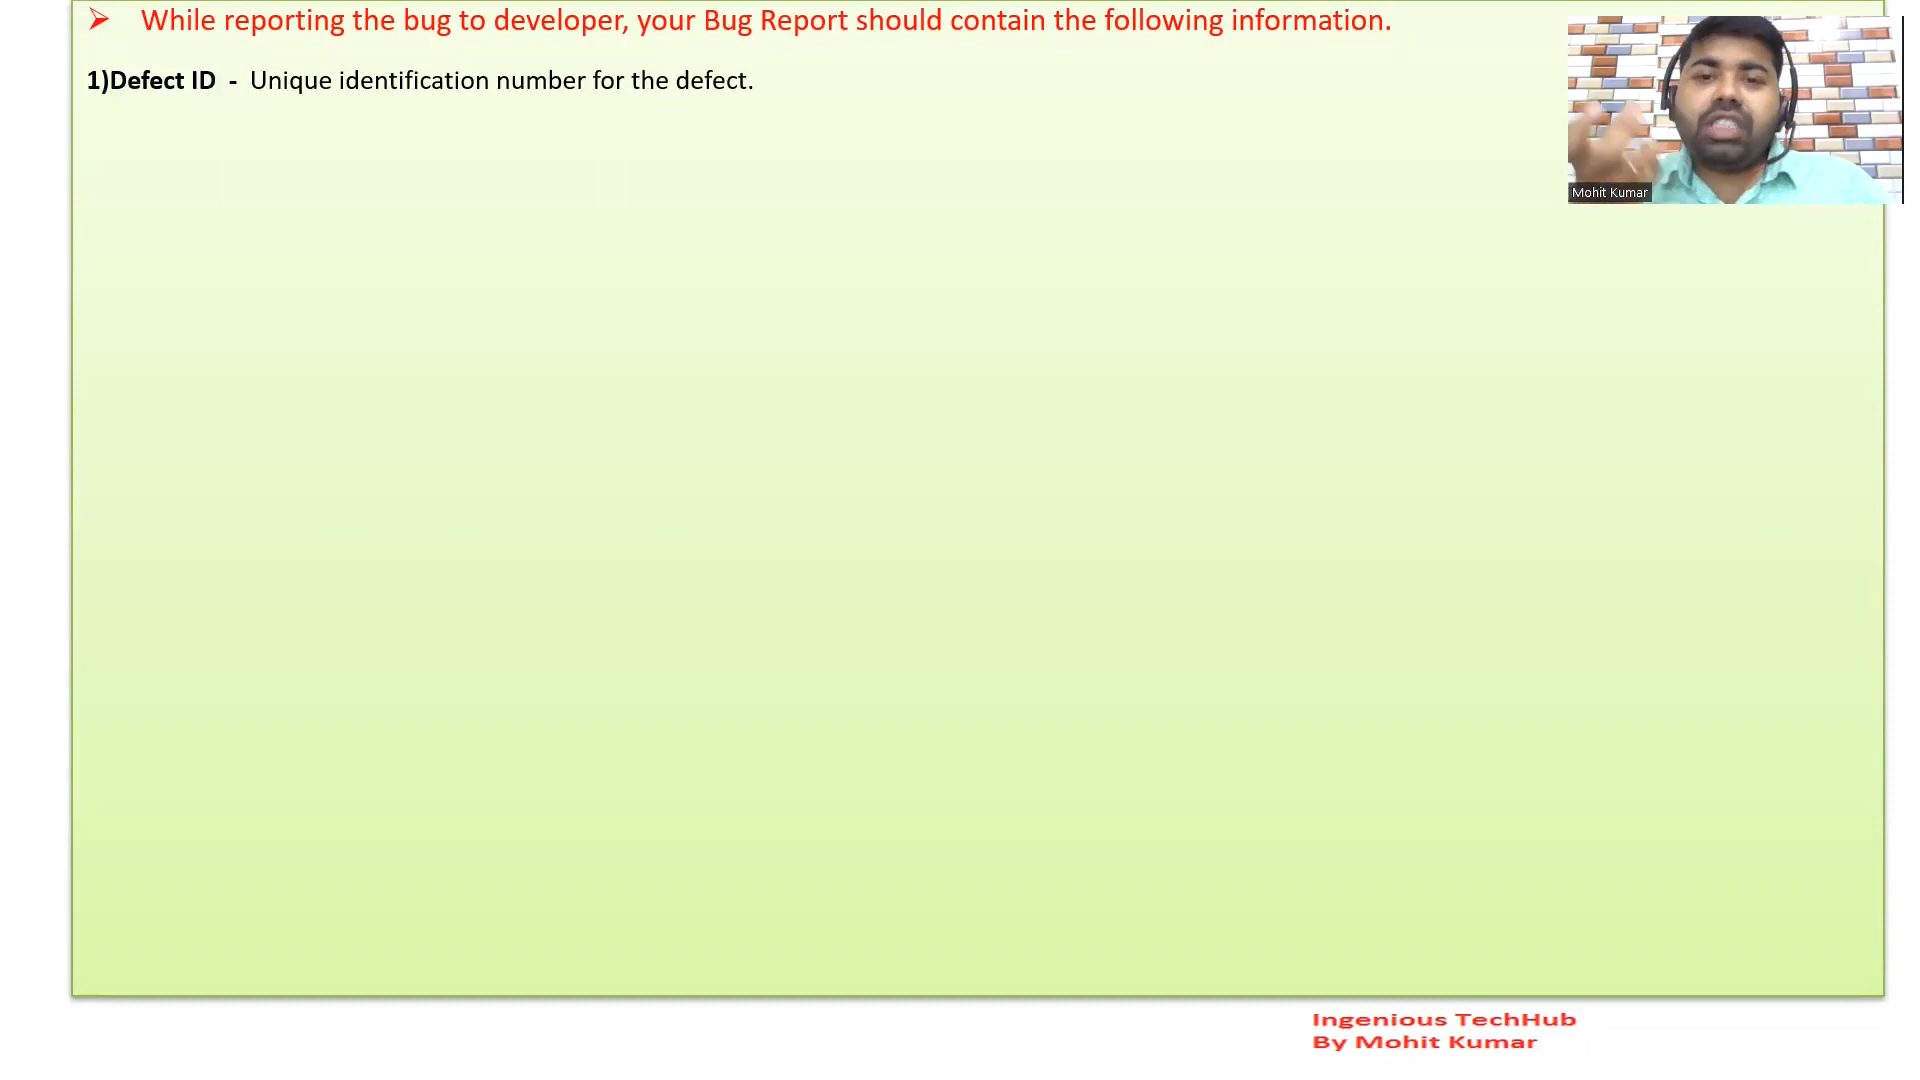 ➢ While reporting the bug to developer, your Bug Report should contain the following information.
1)Defect ID - Unique identification number for the defect.
Mohit Kumar
Ingenious TechHub
By Mohit Kumar